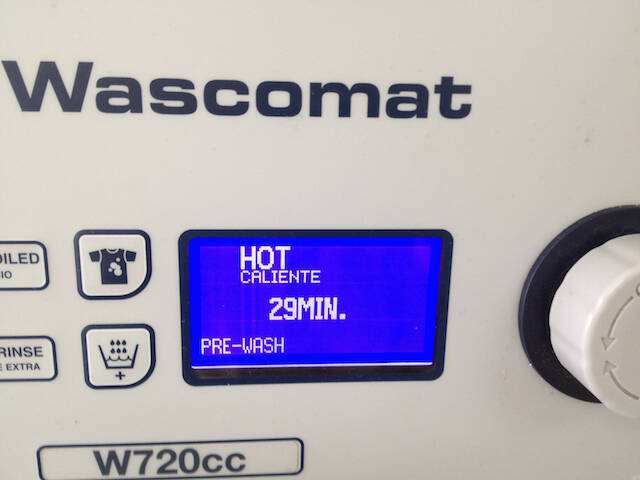 Wascomat
OILED
IO
HOT
CALIENTE
29MIN.
PRE-WASH
RINSE
E EXTRA
W720cc